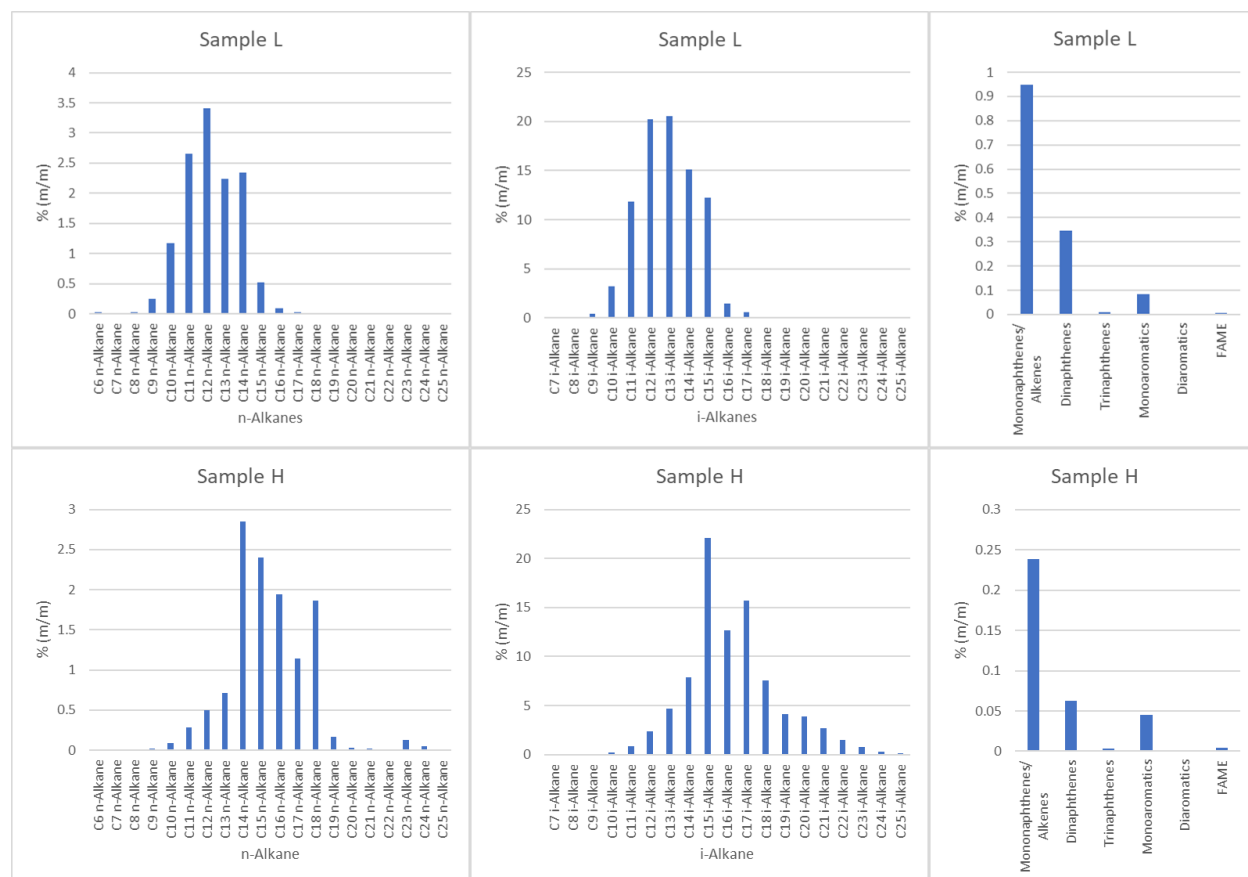 Sample L
4
3.5
3
2.5
2
1.5
1
0.5
0
% (m/m)
C6 n-Alkane
C7 n-Alkane
C8 n-Alkane
C9 n-Alkane
C10 n-Alkane
C11 n-Alkane
C12 n-Alkane
C13 n-Alkane
C14 n-Alkane
C15 n-Alkane
C16 n-Alkane
C17 n-Alkane
C18 n-Alkane
C19 n-Alkane
C20 n-Alkane
C21 n-Alkane
C22 n-Alkane
C23 n-Alkane
C24 n-Alkane
C25 n-Alkane
n-Alkanes
Sample L
25
20
15
10
5
0
% (m/m)
C7 i-Alkane
C8 i-Alkane
C9 i-Alkane
C10 i-Alkane
C11 i-Alkane
C12 i-Alkane
C13 i-Alkane
C14 i-Alkane
C15 i-Alkane
C16 i-Alkane
C17 i-Alkane
C18 i-Alkane
C19 i-Alkane
C20 i-Alkane
C21 i-Alkane
C22 i-Alkane
C23 i-Alkane
C24 i-Alkane
C25 i-Alkane
i-Alkanes
Sample L
1
0.9
0.8
0.7
0.6
0.5
0.4
0.3
0.2
0.1
0
% (m/m)
Mononaphthenes/
Alkenes
Dinaphthenes
Trinaphthenes
Monoaromatics
Diaromatics
FAME
Sample H
3
2.5
2
1.5
1
0.5
0
% (m/m)
C6 n-Alkane
C7 n-Alkane
C8 n-Alkane
C9 n-Alkane
C10 n-Alkane
C11 n-Alkane
C12 n-Alkane
C13 n-Alkane
C14 n-Alkane
C15 n-Alkane
C16 n-Alkane
C17 n-Alkane
C18 n-Alkane
C19 n-Alkane
C20 n-Alkane
C21 n-Alkane
C22 n-Alkane
C23 n-Alkane
C24 n-Alkane
C25 n-Alkane
n-Alkane
Sample H
25
20
15
10
5
0
% (m/m)
C7 i-Alkane
C8 i-Alkane
C9 i-Alkane
C10 i-Alkane
C11 i-Alkane
C12 i-Alkane
C13 i-Alkane
C14 i-Alkane
C15 i-Alkane
C16 i-Alkane
C17 i-Alkane
C18 i-Alkane
C19 i-Alkane
C20 i-Alkane
C21 i-Alkane
C22 i-Alkane
C23 i-Alkane
C24 i-Alkane
C25 i-Alkane
i-Alkane
Sample H
0.3
0.25
0.2
0.15
0.1
0.05
0
% (m/m)
Mononaphthenes/
Alkenes
Dinaphthenes
Trinaphthenes
Monoaromatics
Diaromatics
FAME